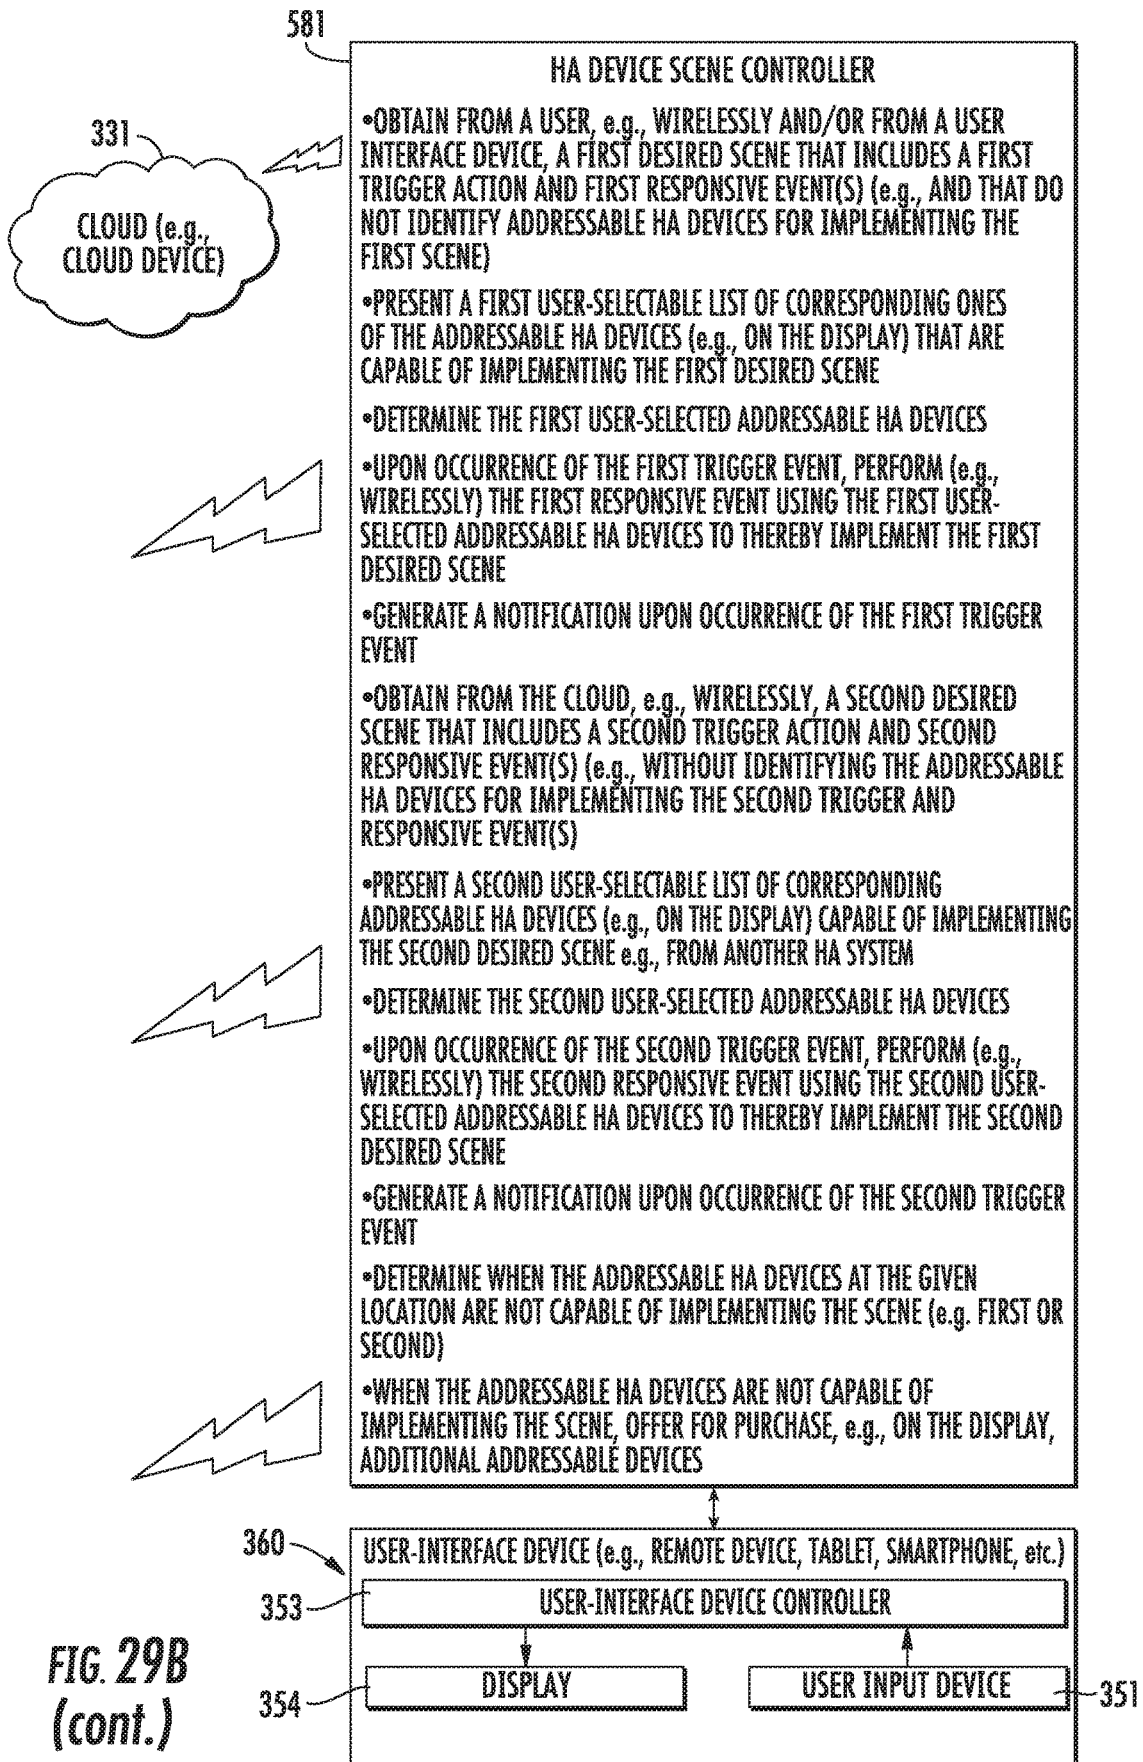 581
HA DEVICE SCENE CONTROLLER
331
CLOUD (e.g.,
CLOUD DEVICE)
•OBTAIN FROM A USER, e.g., WIRELESSLY AND/OR FROM A USER
INTERFACE DEVICE, A FIRST DESIRED SCENE THAT INCLUDES A FIRST
TRIGGER ACTION AND FIRST RESPONSIVE EVENT(S) (e.g., AND THAT DO
NOT IDENTIFY ADDRESSABLE HA DEVICES FOR IMPLEMENTING THE
FIRST SCENE)
•PRESENT A FIRST USER-SELECTABLE LIST OF CORRESPONDING ONES
OF THE ADDRESSABLE HA DEVICES (e.g., ON THE DISPLAY) THAT ARE
CAPABLE OF IMPLEMENTING THE FIRST DESIRED SCENE
•DETERMINE THE FIRST USER-SELECTED ADDRESSABLE HA DEVICES
•UPON OCCURRENCE OF THE FIRST TRIGGER EVENT, PERFORM (e.g.,
WIRELESSLY) THE FIRST RESPONSIVE EVENT USING THE FIRST USER-
SELECTED ADDRESSABLE HA DEVICES TO THEREBY IMPLEMENT THE FIRST
DESIRED SCENE
•GENERATE A NOTIFICATION UPON OCCURRENCE OF THE FIRST TRIGGER
EVENT
•OBTAIN FROM THE CLOUD, e.g., WIRELESSLY, A SECOND DESIRED
SCENE THAT INCLUDES A SECOND TRIGGER ACTION AND SECOND
RESPONSIVE EVENT(S) (e.g., WITHOUT IDENTIFYING THE ADDRESSABLE
HA DEVICES FOR IMPLEMENTING THE SECOND TRIGGER AND
RESPONSIVE EVENT(S)
•PRESENT A SECOND USER-SELECTABLE LIST OF CORRESPONDING
ADDRESSABLE HA DEVICES (e.g., ON THE DISPLAY) CAPABLE OF IMPLEMENTING
THE SECOND DESIRED SCENE e.g., FROM ANOTHER HA SYSTEM
•DETERMINE THE SECOND USER-SELECTED ADDRESSABLE HA DEVICES
•UPON OCCURRENCE OF THE SECOND TRIGGER EVENT, PERFORM (e.g.,
WIRELESSLY) THE SECOND RESPONSIVE EVENT USING THE SECOND USER-
SELECTED ADDRESSABLE HA DEVICES TO THEREBY IMPLEMENT THE SECOND
DESIRED SCENE
•GENERATE A NOTIFICATION UPON OCCURRENCE OF THE SECOND TRIGGER
EVENT
•DETERMINE WHEN THE ADDRESSABLE HA DEVICES AT THE GIVEN
LOCATION ARE NOT CAPABLE OF IMPLEMENTING THE SCENE (e.g. FIRST OR
SECOND)
•WHEN THE ADDRESSABLE HA DEVICES ARE NOT CAPABLE OF
IMPLEMENTING THE SCENE, OFFER FOR PURCHASE, e.g., ON THE DISPLAY,
ADDITIONAL ADDRESSABLE DEVICES
360
USER-INTERFACE DEVICE (e.g., REMOTE DEVICE, TABLET, SMARTPHONE, etc.)
353
USER-INTERFACE DEVICE CONTROLLER
354
DISPLAY
USER INPUT DEVICE
351
FIG. 29B
(cont.)